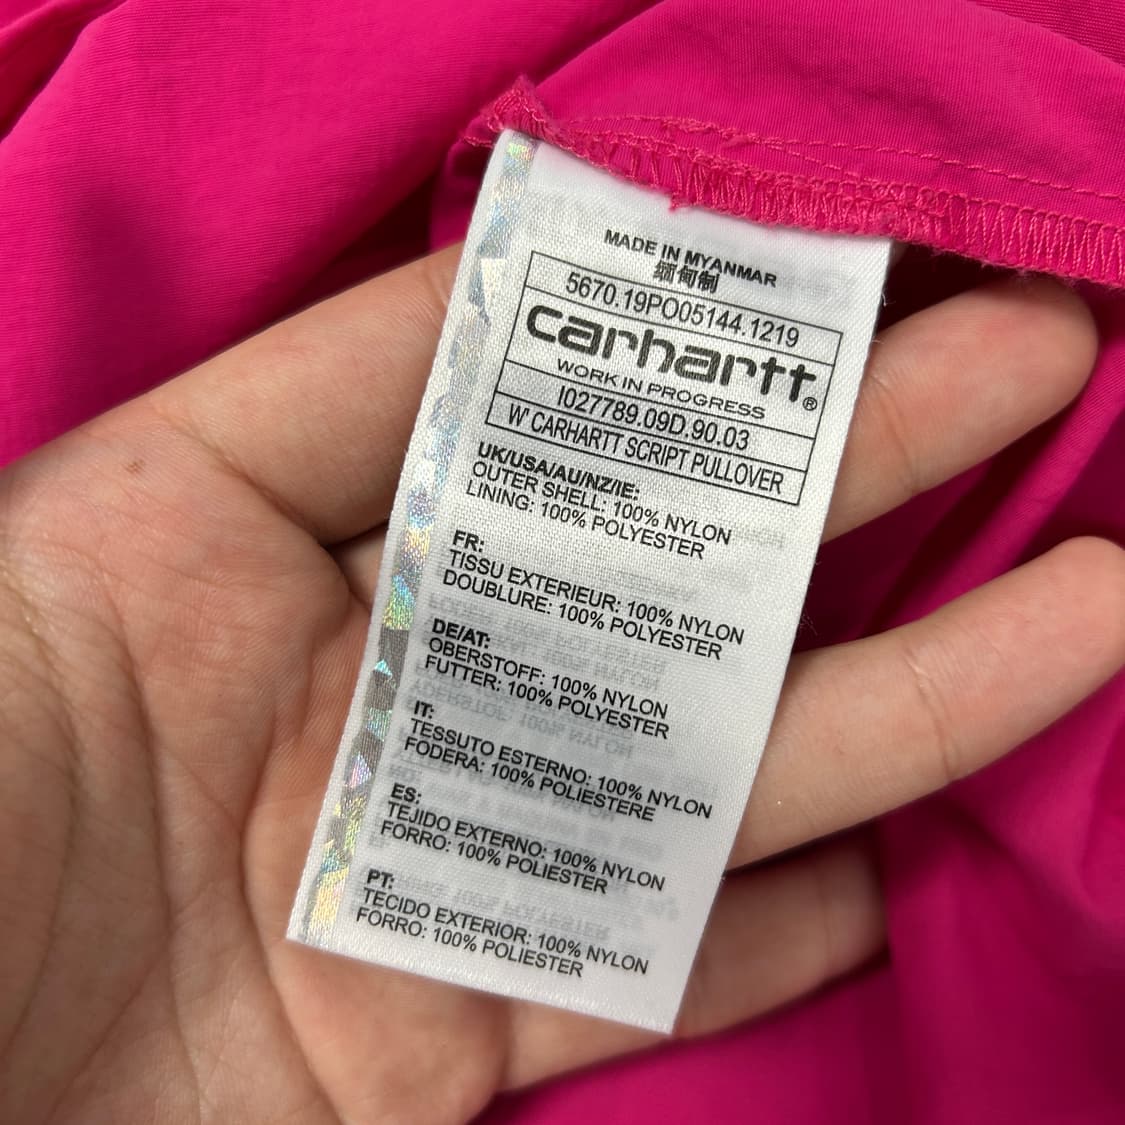 MADE IN MYANMAR
缅甸制
5670.19PO05144.1219
carhartt®
WORK IN PROGRESS
I027789.09D.90.03
W' CARHARTT SCRIPT PULLOVER
UK/USA/AU/NZ/IE:
OUTER SHELL: 100% NYLON
LINING: 100% POLYESTER
FR:
TISSU EXTERIEUR: 100% NYLON
DOUBLURE: 100% POLYESTER
DE/AT:
OBERSTOFF: 100% NYLON
FUTTER: 100% POLYESTER
IT:
TESSUTO ESTERNO: 100% NYLON
FODERA: 100% POLIESTERE
ES:
TEJIDO EXTERNO: 100% NYLON
FORRO: 100% POLIESTER
PT:
TECIDO EXTERIOR: 100% NYLON
FORRO: 100% POLIESTER